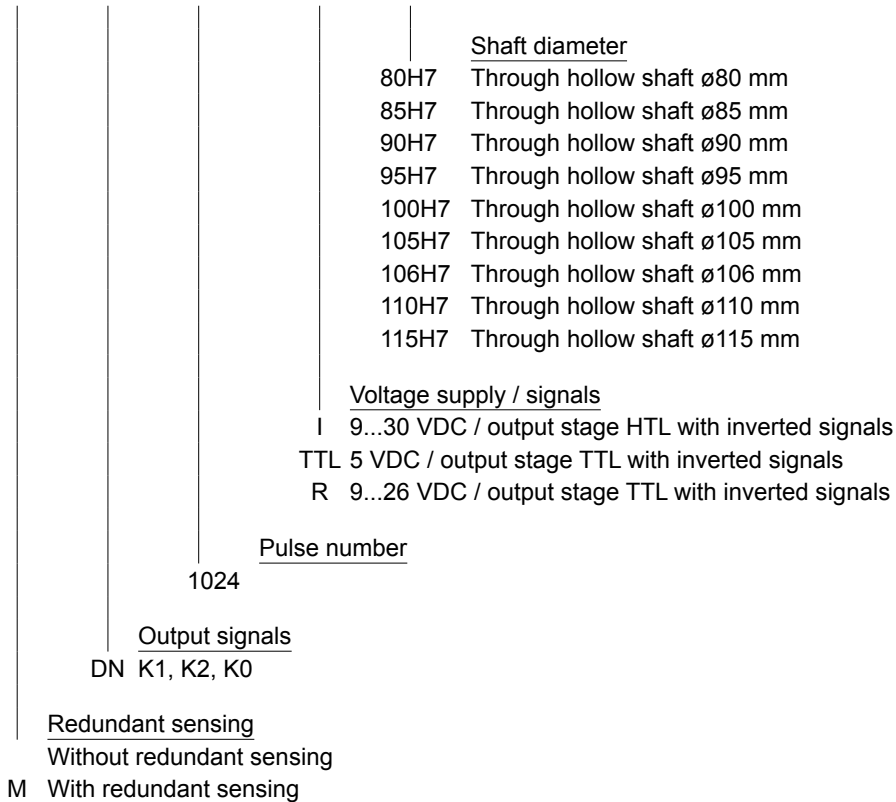 Shaft diameter
80H7 Through hollow shaft ø80 mm
85H7 Through hollow shaft ø85 mm
90H7 Through hollow shaft ø90 mm
95H7 Through hollow shaft ø95 mm
100H7 Through hollow shaft ø100 mm
105H7 Through hollow shaft ø105 mm
106H7 Through hollow shaft ø106 mm
110H7 Through hollow shaft ø110 mm
115H7 Through hollow shaft ø115 mm
Voltage supply / signals
I 9...30 VDC / output stage HTL with inverted signals
TTL 5 VDC / output stage TTL with inverted signals
R 9...26 VDC / output stage TTL with inverted signals
Pulse number
1024
Output signals
DN K1, K2, K0
Redundant sensing
Without redundant sensing
M With redundant sensing